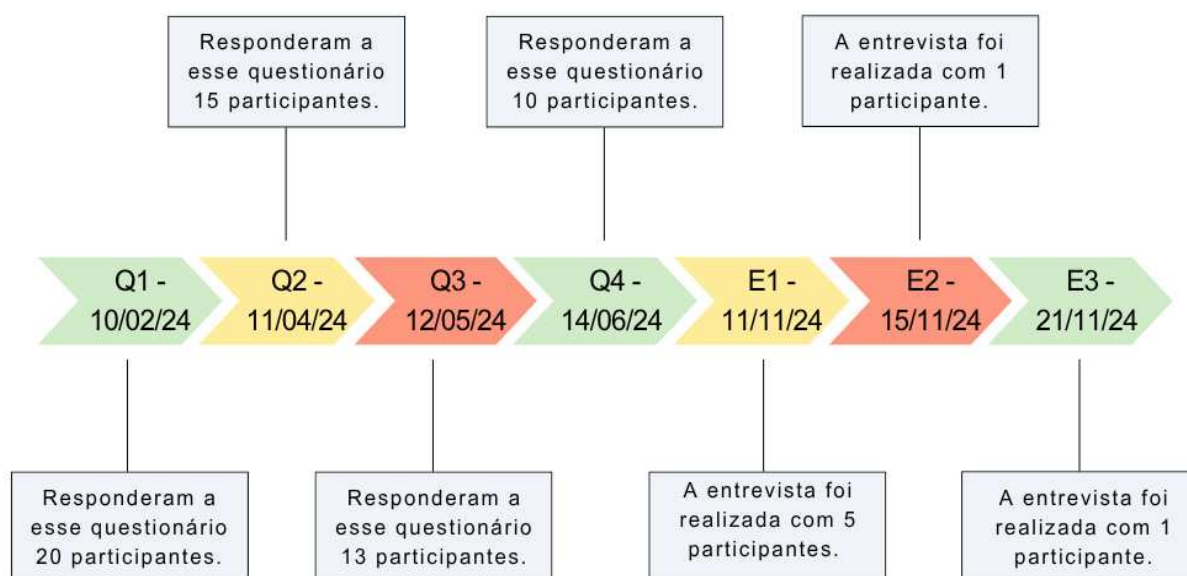 Responderam a
esse questionário
15 participantes.
Responderam a
esse questionário
10 participantes.
A entrevista foi
realizada com 1
participante.
Q1 -
10/02/24
Q2 -
11/04/24
Q3 -
12/05/24
Q4 -
14/06/24
E1 -
11/11/24
E2 -
15/11/24
E3 -
21/11/24
Responderam a
esse questionário
20 participantes.
Responderam a
esse questionário
13 participantes.
A entrevista foi
realizada com 5
participantes.
A entrevista foi
realizada com 1
participante.